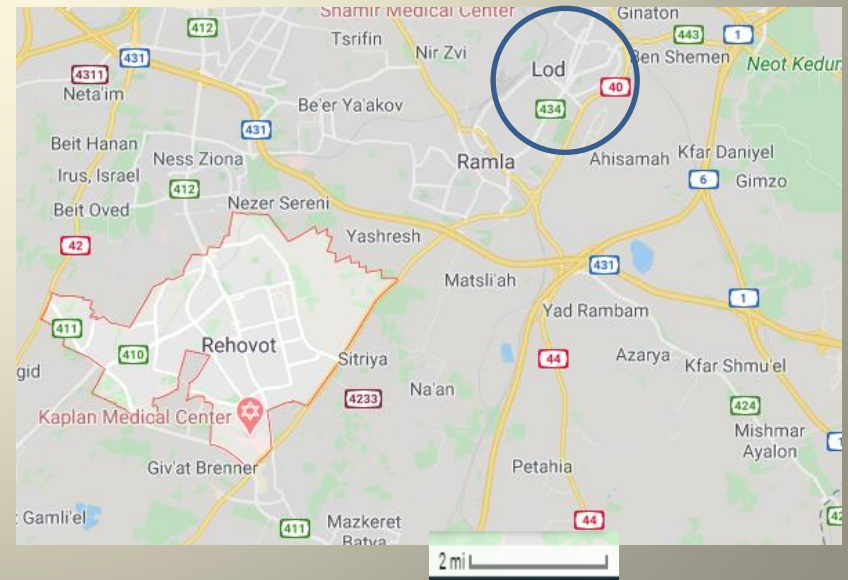 Shamir Medical Center
Ginaton
412
Tsrifin
443
1
431
Nir Zvi
Ben Shemen
Neot Kedum
4311
Lod
Neta'im
40
Be'er Ya'akov
434
431
Beit Hanan
Ness Ziona
Ramla
Ahisamah
Kfar Daniyel
Irus, Israel
412
6
Gimzo
Beit Oved
Nezer Sereni
42
Yashresh
431
Matsli'ah
1
411
Yad Rambam
410
Rehovot
Sitriya
44
Azarya
Kfar Shmu'el
gid
Na'an
4233
424
Kaplan Medical Center
Mishmar
Ayalon
1
Giv'at Brenner
Petahia
Gamli'el
411
Mazkeret
Batya
44
42
2 mi